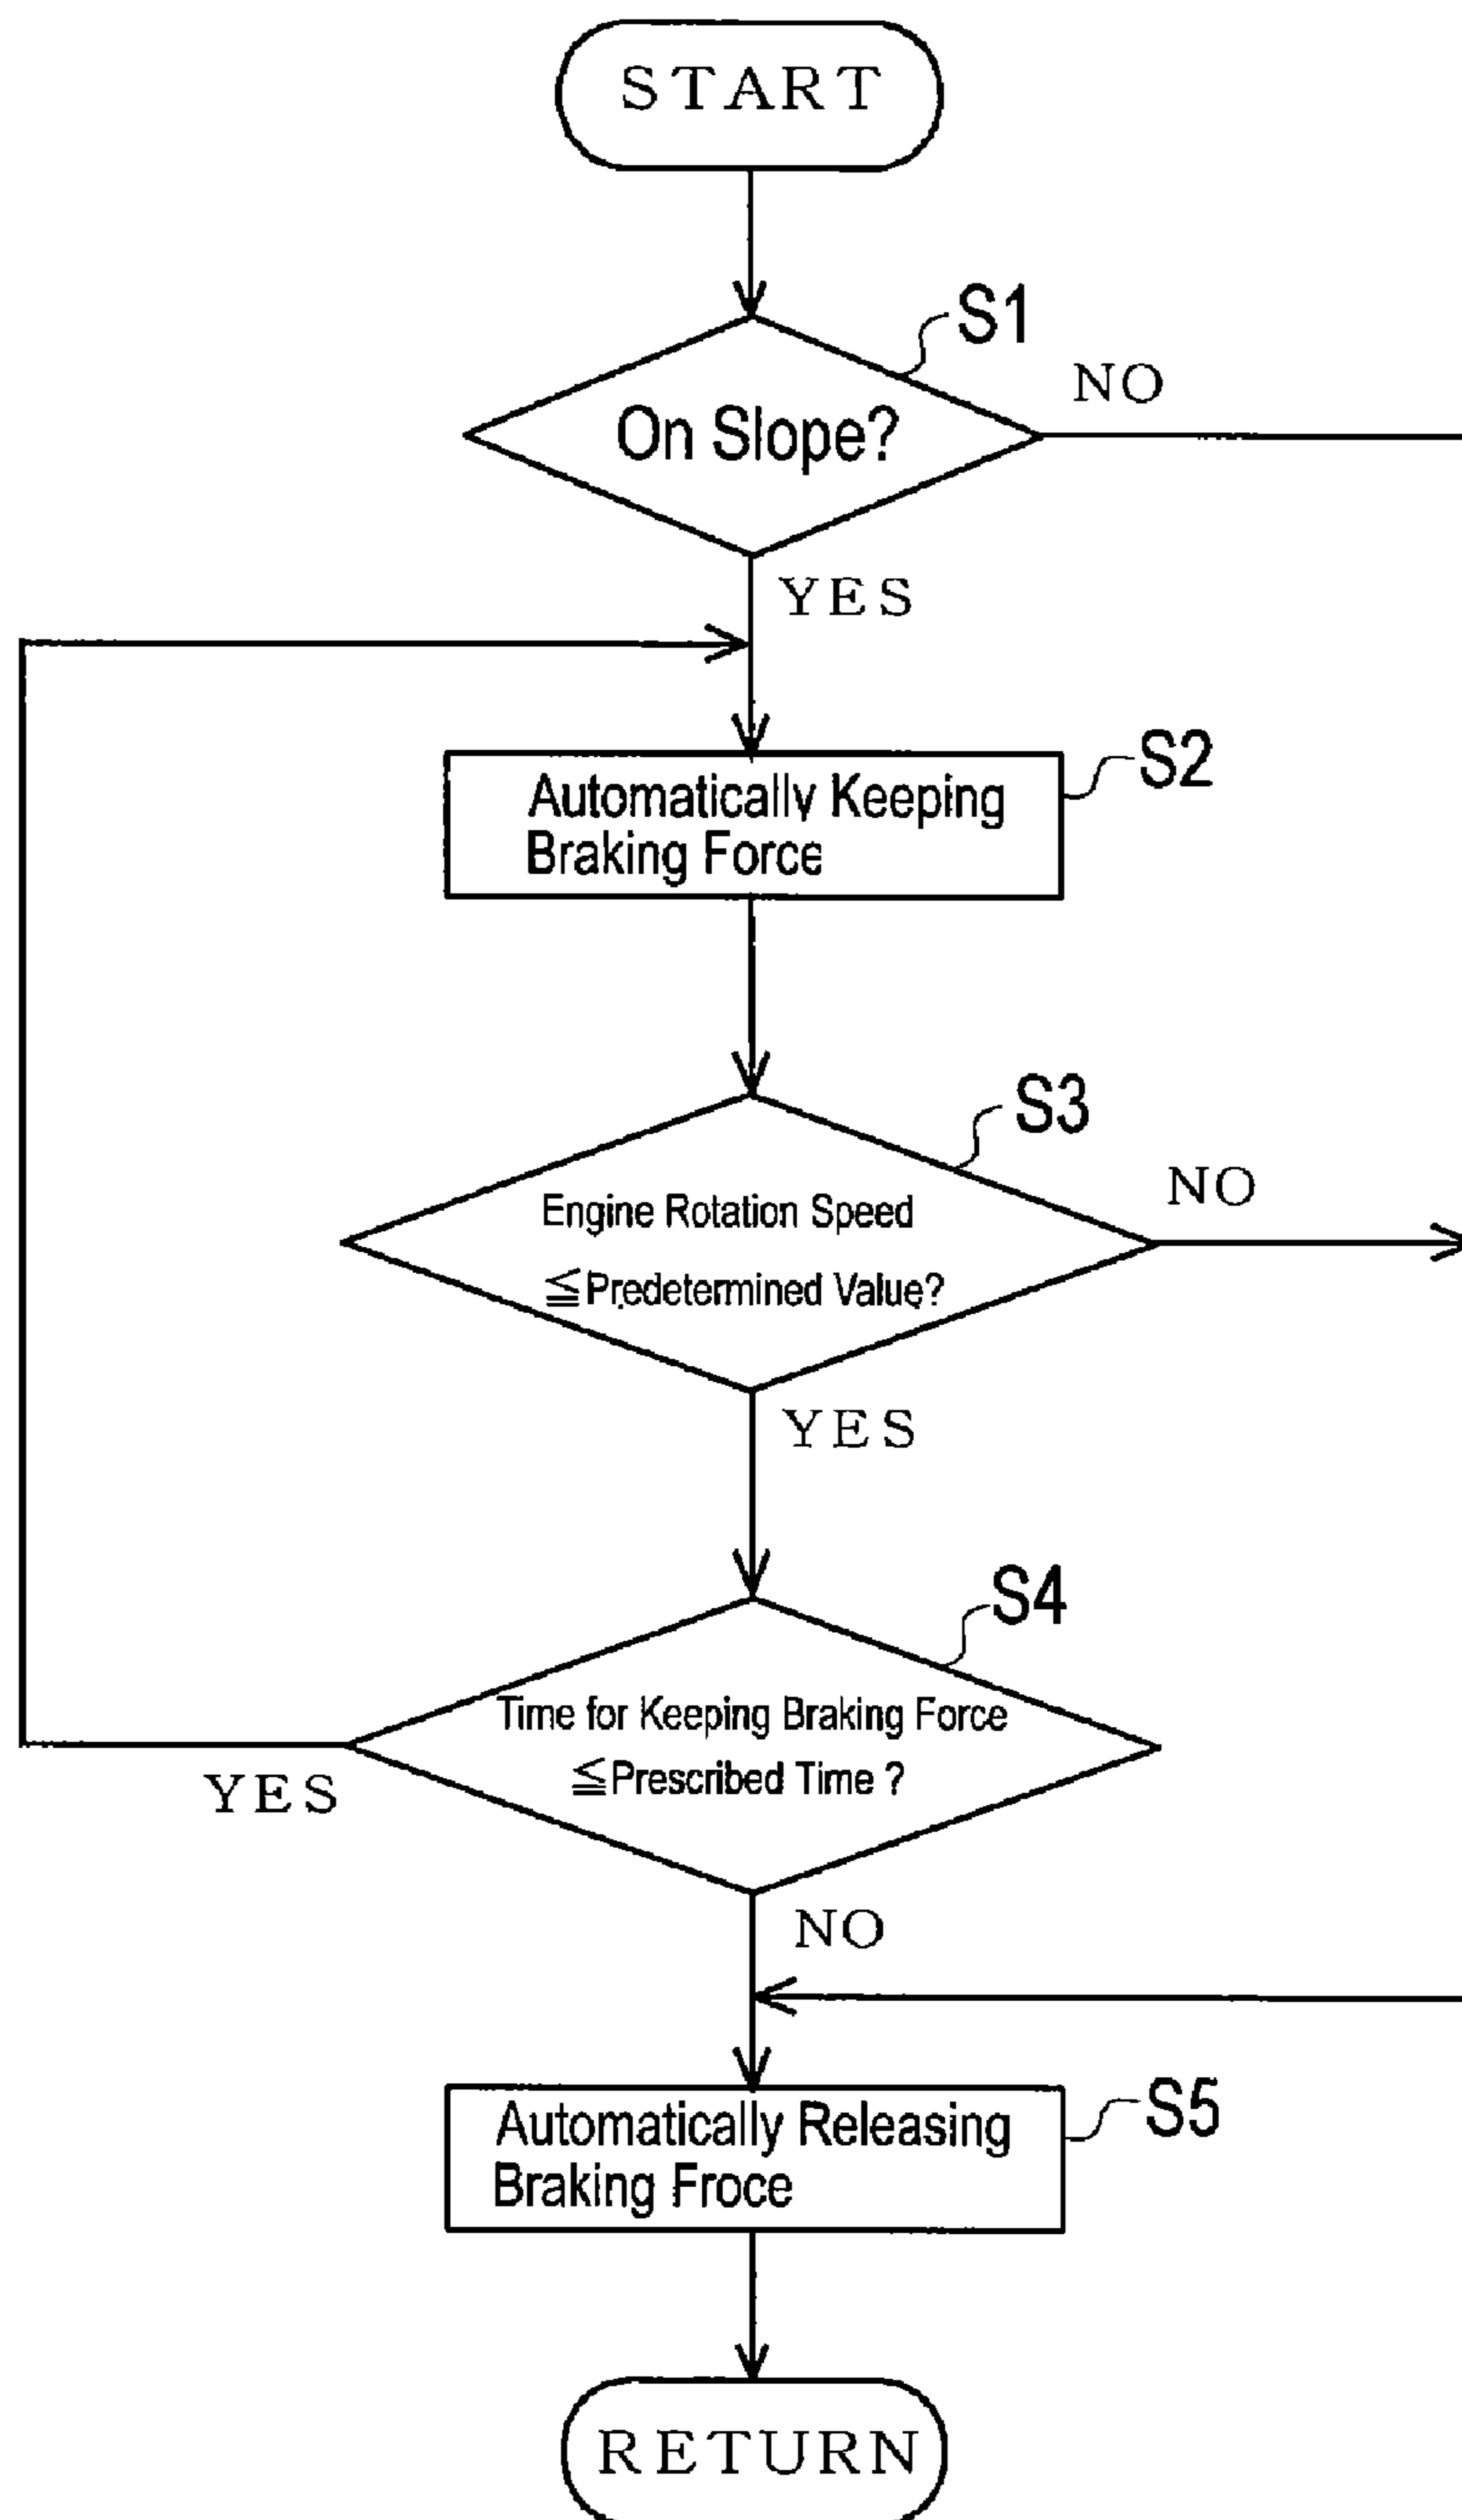 START
S1
NO
On Slope?
YES
S2
Automatically Keeping
Braking Force
S3
NO
Engine Rotation Speed
≦Predetermined Value?
YES
S4
Time for Keeping Braking Force
≦Prescribed Time ?
YES
NO
S5
Automatically Releasing
Braking Froce
RETURN